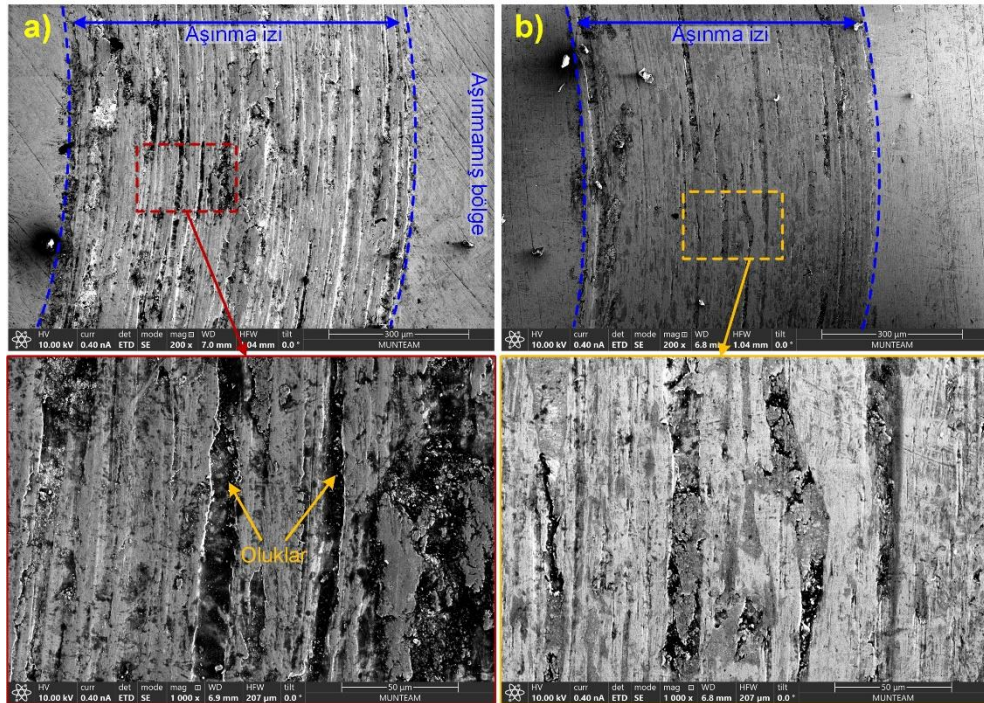 a)
Aşınma izi
Aşınmamış bölge
HV curr det mode mag WD HFW tilt
10.00 kV 0.40 nA ETD SE 200 x 7.0 mm 04 mm 0.0 °
300 µm
MUNTEAM
b)
Aşınma izi
HV curr det mode mag WD HFW tilt
10.00 kV 0.40 nA ETD SE 200 x 6.8 m 1.04 mm 0.0 °
300 µm
MUNTEAM
Oluklar
HV curr det mode mag WD HFW tilt
10.00 kV 0.40 nA ETD SE 1 000 x 6.9 mm 207 µm 0.0 °
50 µm
MUNTEAM
HV curr det mode mag WD HFW tilt
10.00 kV 0.40 nA ETD SE 1 000 x 6.8 mm 207 µm 0.0 °
50 µm
MUNTEAM